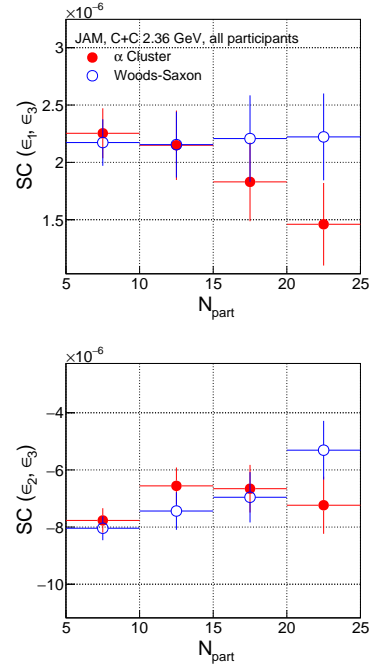 ×10⁻⁶
JAM, C+C 2.36 GeV, all participants
α Cluster
Woods-Saxon
3
2.5
2
1.5
SC (ϵ₁, ϵ₃)
5 10 15 20 25
N_part
×10⁻⁶
−4
−6
−8
−10
SC (ϵ₂, ϵ₃)
5 10 15 20 25
N_part